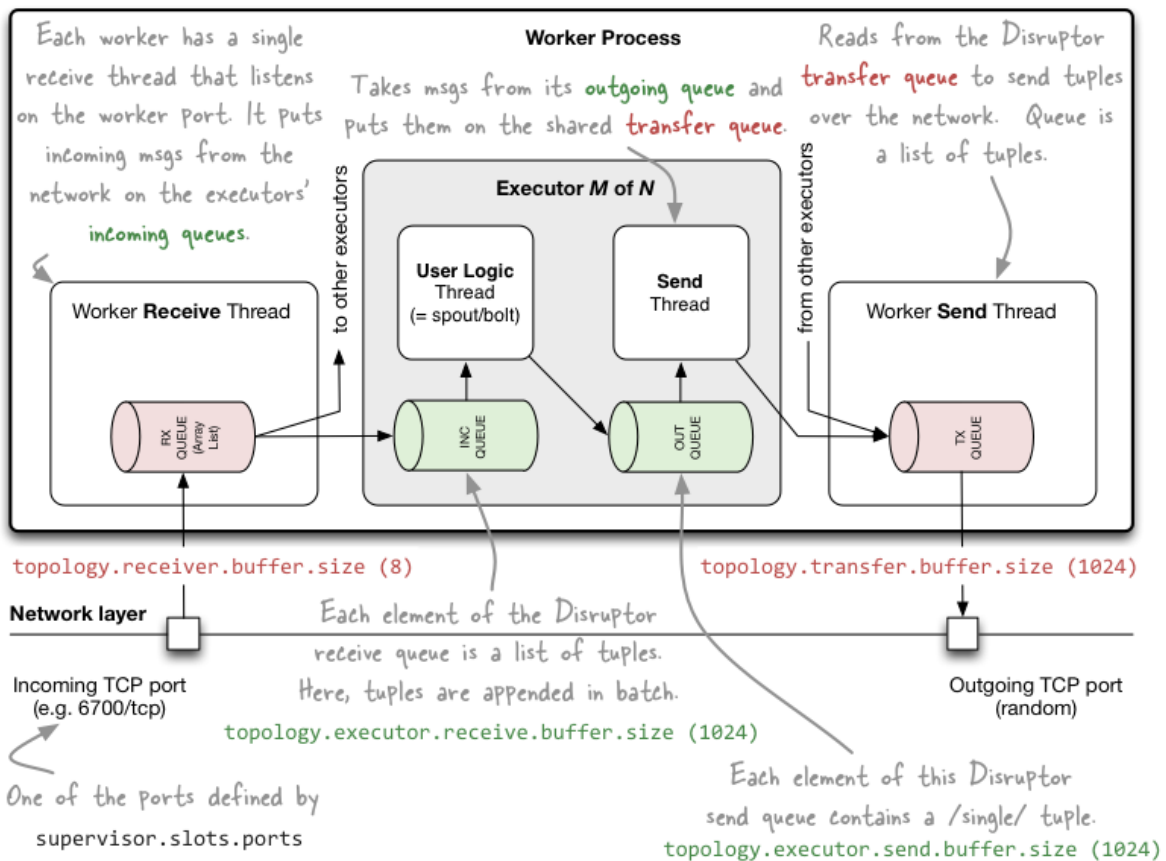 Each worker has a single
receive thread that listens
on the worker port. It puts
incoming msgs from the
network on the executors'
incoming queues.
Worker Process
Takes msgs from its outgoing queue and
puts them on the shared transfer queue.
Reads from the Disruptor
transfer queue to send tuples
over the network. Queue is
a list of tuples.
Worker Receive Thread
RX
QUEUE
(Array
List)
to other executors
Executor M of N
User Logic
Thread
(= spout/bolt)
INC
QUEUE
Send
Thread
OUT
QUEUE
from other executors
Worker Send Thread
TX
QUEUE
topology.receiver.buffer.size (8)
topology.transfer.buffer.size (1024)
Network layer
Incoming TCP port
(e.g. 6700/tcp)
Each element of the Disruptor
receive queue is a list of tuples.
Here, tuples are appended in batch.
topology.executor.receive.buffer.size (1024)
Outgoing TCP port
(random)
One of the ports defined by
supervisor.slots.ports
Each element of this Disruptor
send queue contains a /single/ tuple.
topology.executor.send.buffer.size (1024)